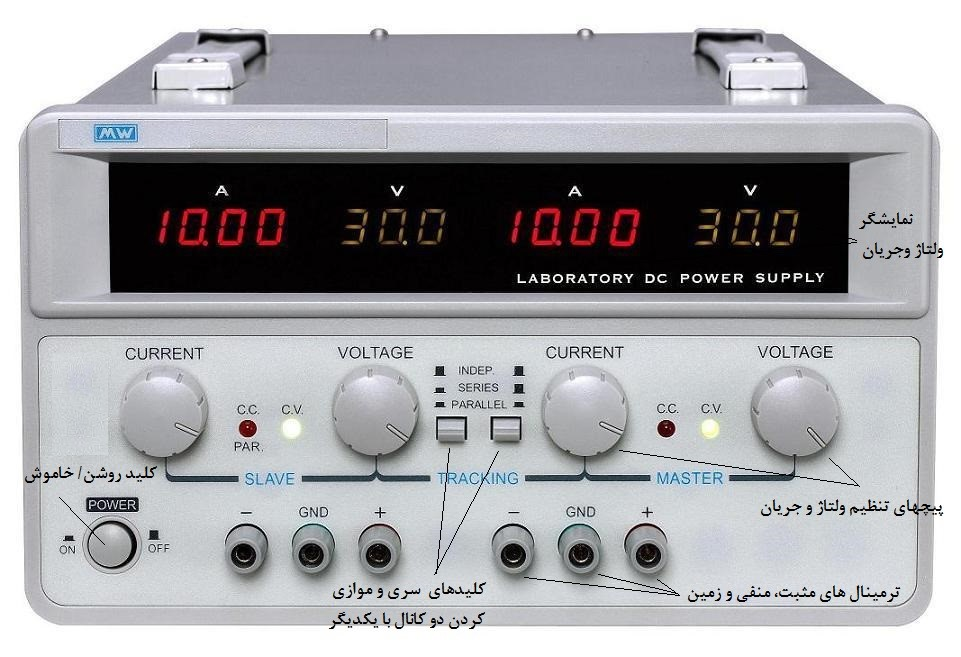 MW
A V A V
10.00 30.0 10.00 30.0
نمایشگر
ولتاژ وجریان
LABORATORY DC POWER SUPPLY
CURRENT VOLTAGE CURRENT VOLTAGE
INDEP.
SERIES
PARALLEL
C.C. C.V. C.C. C.V.
PAR.
SLAVE TRACKING MASTER
کلید روشن/ خاموش
پیچهای تنظیم ولتاژ و جریان
POWER
ON OFF
− GND + − GND +
کلیدهای سری و موازی
کردن دو کانال با یکدیگر
ترمینال های مثبت، منفی و زمین